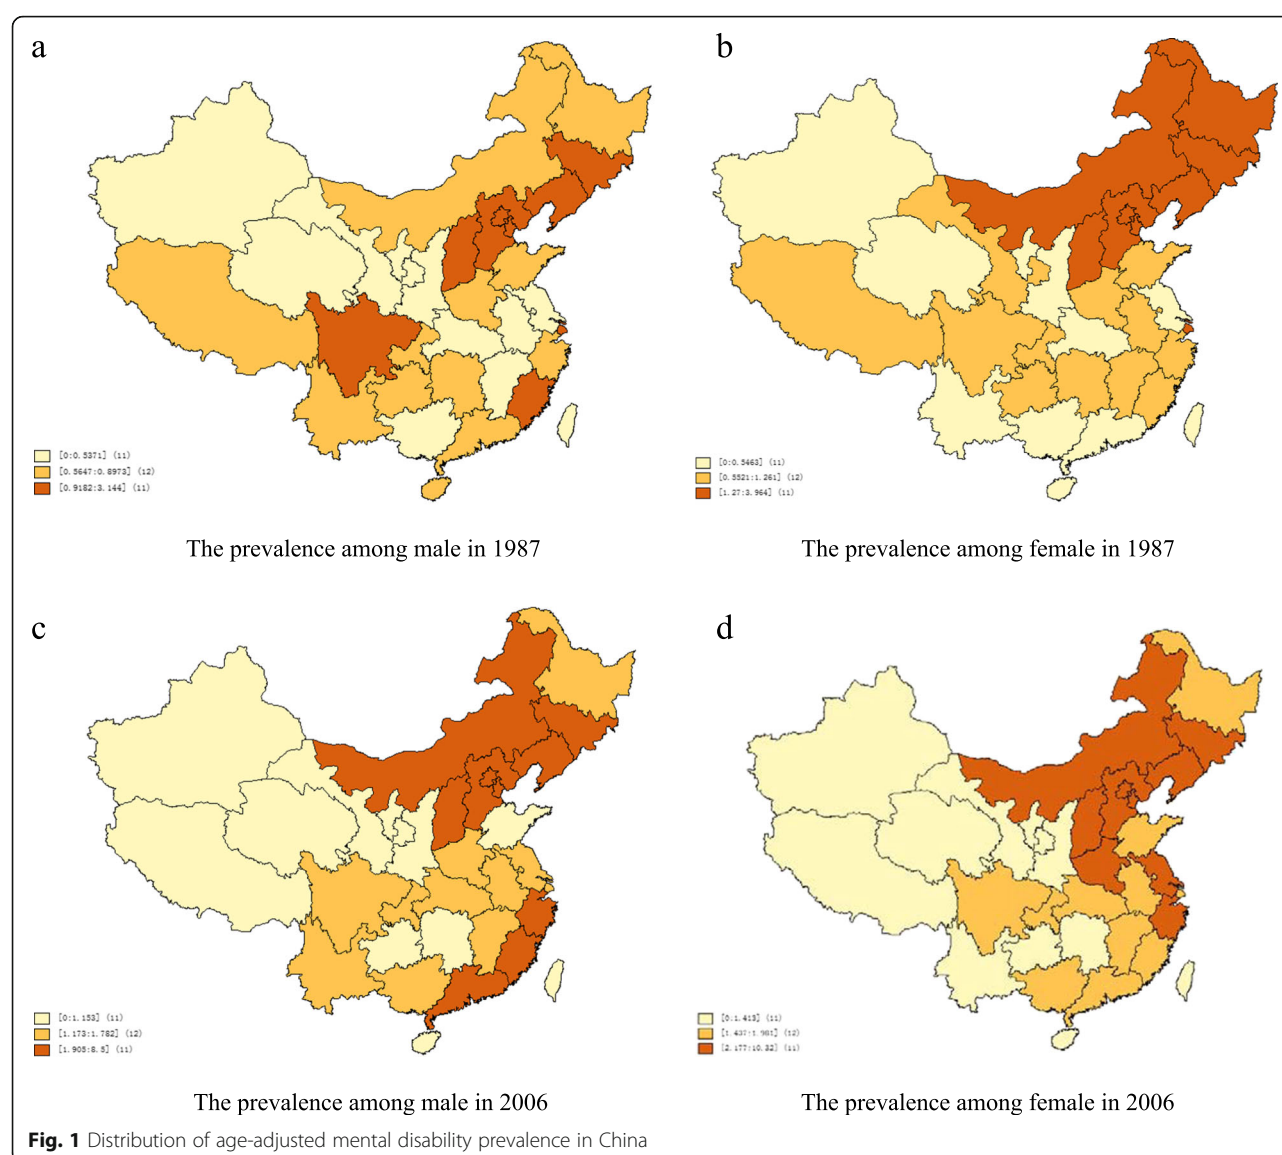 a
b
[0:0.5371] (11)
[0.5647:0.8973] (12)
[0.9182:3.144] (11)
[0:0.5463] (11)
[0.5521:1.261] (12)
[1.27:3.964] (11)
The prevalence among male in 1987
The prevalence among female in 1987
c
d
[0:1.153] (11)
[1.173:1.782] (12)
[1.905:8.5] (11)
[0:1.413] (11)
[1.437:1.981] (12)
[2.177:10.32] (11)
The prevalence among male in 2006
The prevalence among female in 2006
Fig. 1 Distribution of age-adjusted mental disability prevalence in China